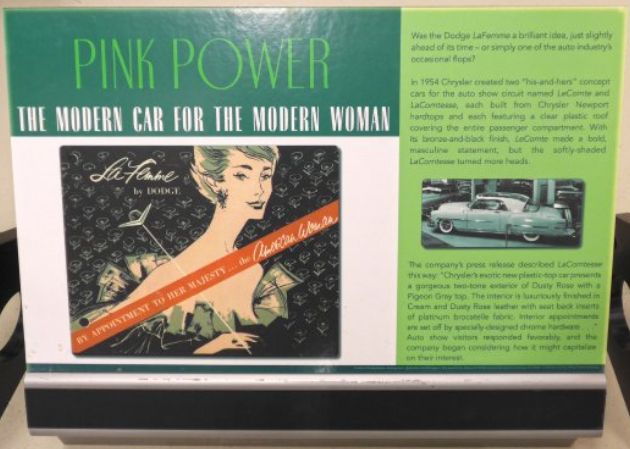 PINK POWER
THE MODERN CAR FOR THE MODERN WOMAN
La Femme
by DODGE
BY APPOINTMENT TO HER MAJESTY... the American Woman
Was the Dodge LaFemme a brilliant idea, just slightly
ahead of its time – or simply one of the auto industry's
occasional flops?
In 1954 Chrysler created two "his-and-hers" concept
cars for the auto show circuit named LeComte and
LaComtesse, each built from Chrysler Newport
hardtops and each featuring a clear plastic roof
covering the entire passenger compartment. With
its bronze-and-black finish, LeComte made a bold,
masculine statement, but the softly-shaded
LaComtesse turned more heads.
The company's press release described LaComtesse
this way: "Chrysler's exotic new plastic-top car presents
a gorgeous two-tone exterior of Dusty Rose with a
Pigeon Gray top. The interior is luxuriously finished in
Cream and Dusty Rose leather with seat back inserts
of platinum brocatelle fabric. Interior appointments
are set off by specially-designed chrome hardware . . ."
Auto show visitors responded favorably, and the
company began considering how it might capitalize
on their interest.